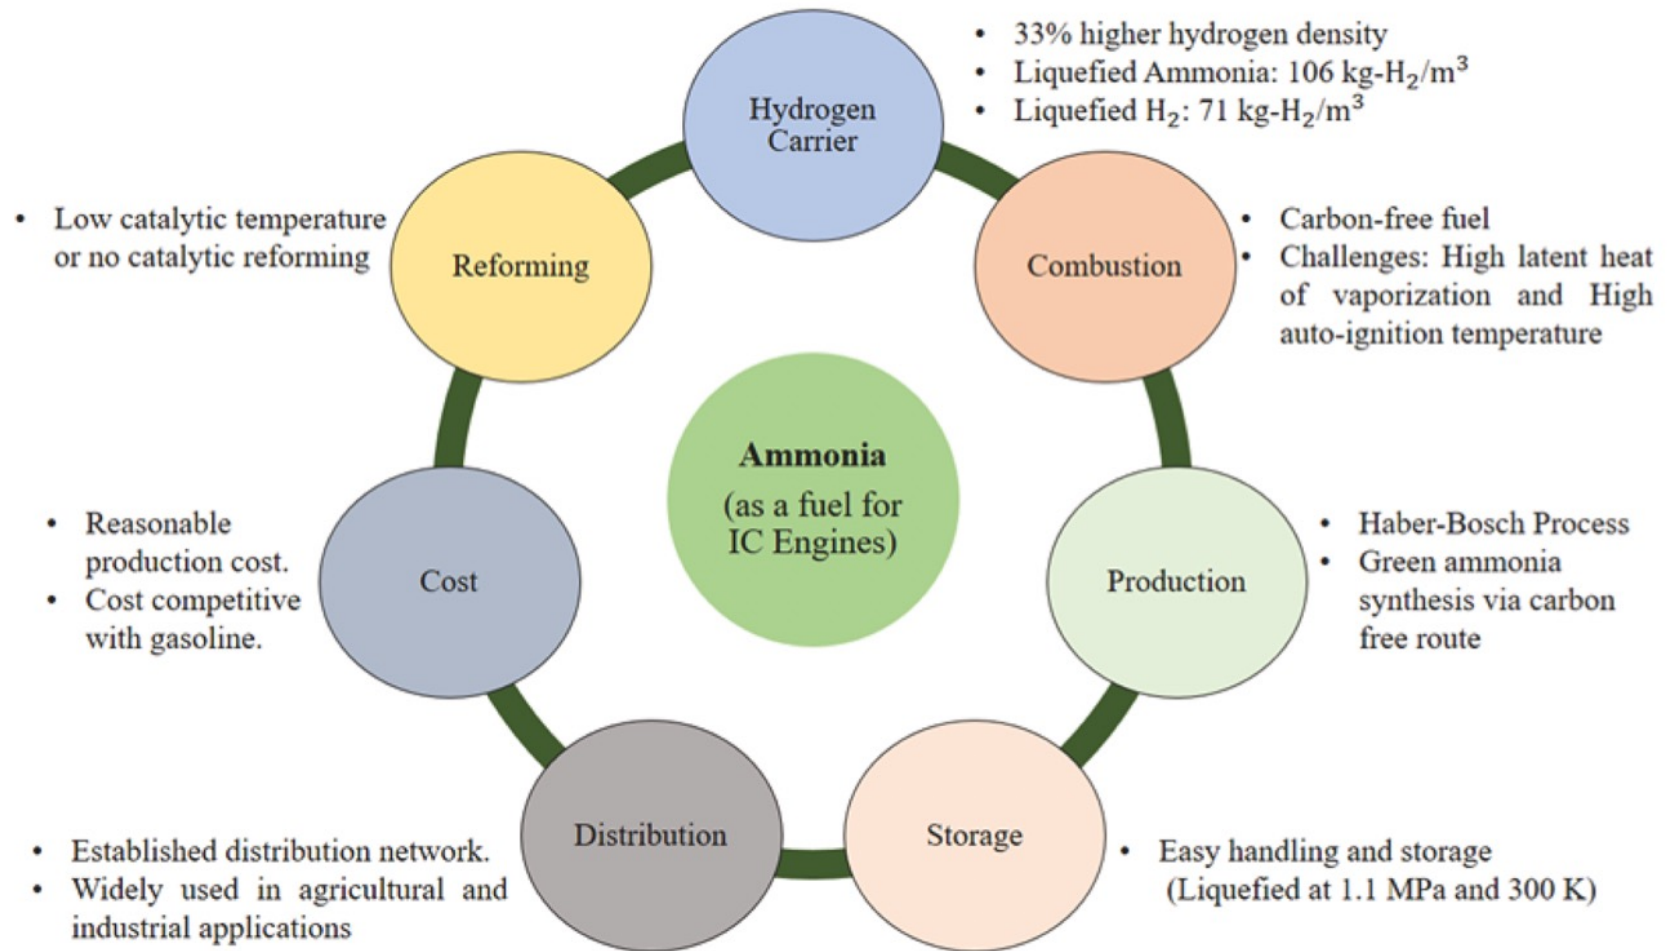 Hydrogen
Carrier
• 33% higher hydrogen density
• Liquefied Ammonia: 106 kg-H₂/m³
• Liquefied H₂: 71 kg-H₂/m³
Combustion
• Carbon-free fuel
• Challenges: High latent heat
of vaporization and High
auto-ignition temperature
Production
• Haber-Bosch Process
• Green ammonia
synthesis via carbon
free route
Storage
• Easy handling and storage
(Liquefied at 1.1 MPa and 300 K)
Distribution
• Established distribution network.
• Widely used in agricultural and
industrial applications
Cost
• Reasonable
production cost.
• Cost competitive
with gasoline.
Reforming
• Low catalytic temperature
or no catalytic reforming
Ammonia
(as a fuel for
IC Engines)